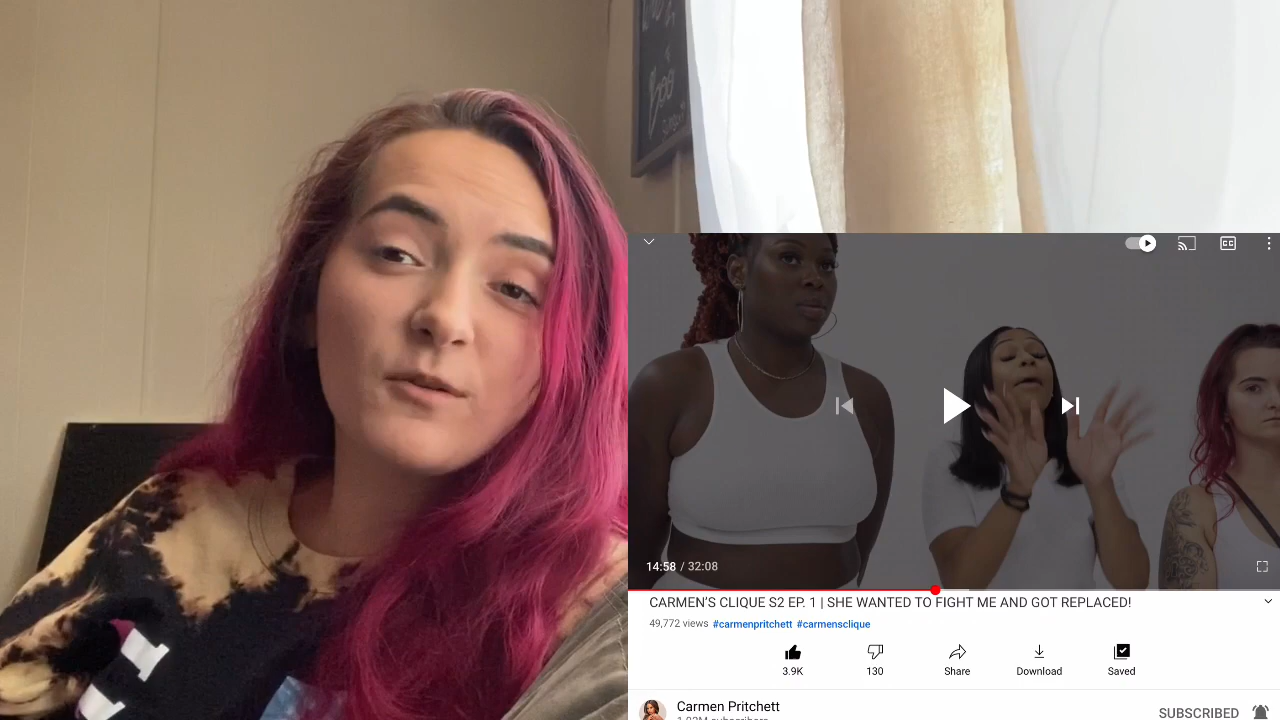 14:58 / 32:08
CARMEN'S CLIQUE S2 EP. 1 | SHE WANTED TO FIGHT ME AND GOT REPLACED!
49,772 views #carmenpritchett #carmensclique
3.9K 130 Share Download Saved
Carmen Pritchett
SUBSCRIBED
CC